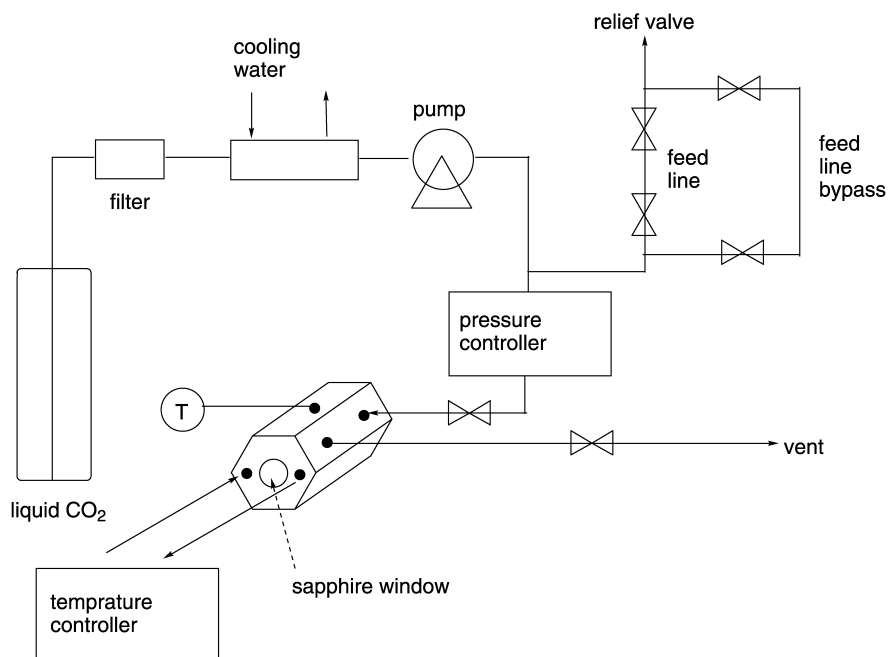 relief valve
cooling
water
pump
feed
line
feed
line
bypass
filter
pressure
controller
T
vent
liquid CO₂
sapphire window
temprature
controller